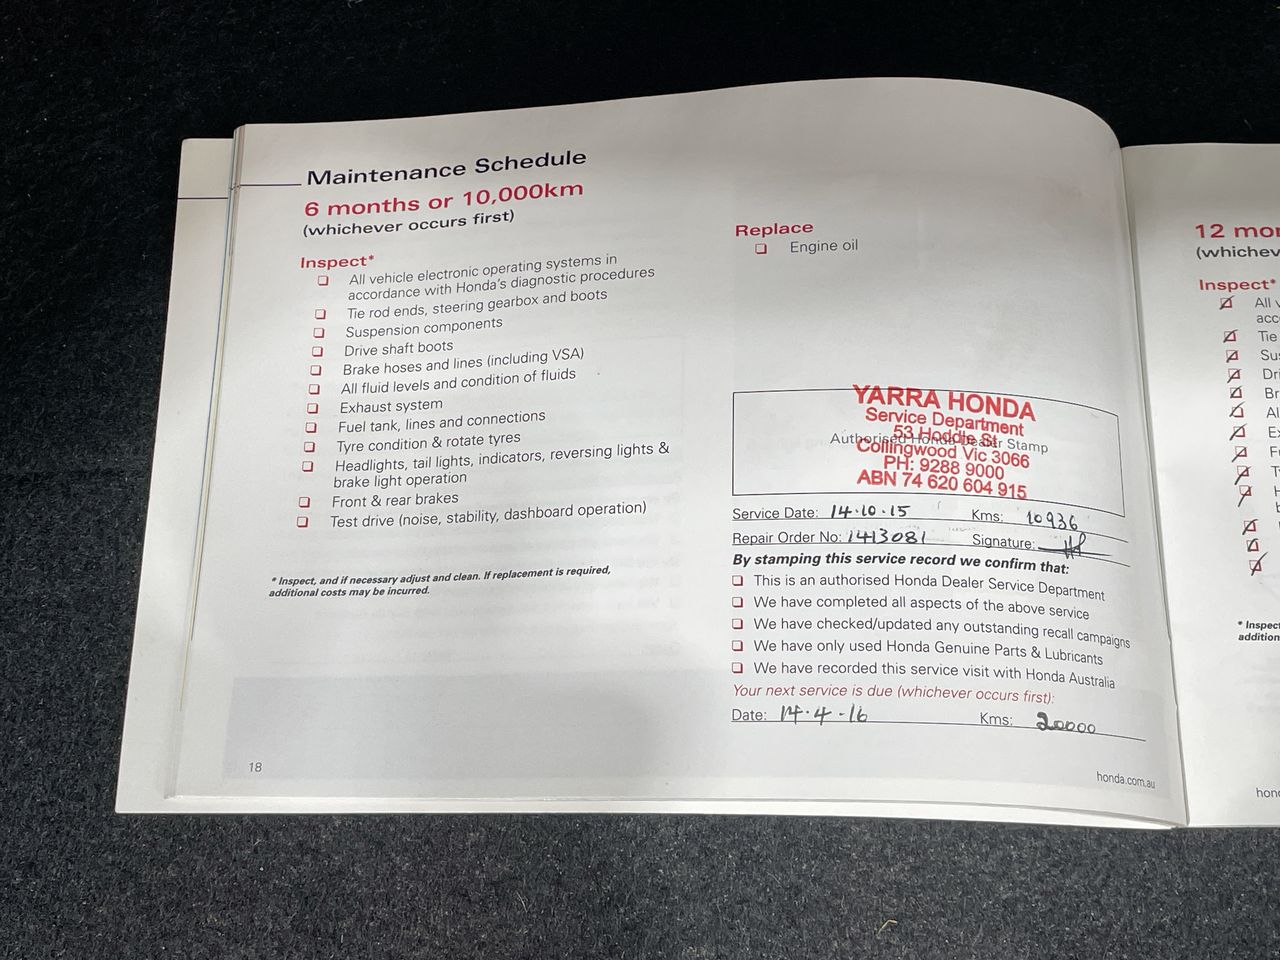 Maintenance Schedule
6 months or 10,000km
(whichever occurs first)
Inspect*
All vehicle electronic operating systems in
accordance with Honda's diagnostic procedures
Tie rod ends, steering gearbox and boots
Suspension components
Drive shaft boots
Brake hoses and lines (including VSA)
All fluid levels and condition of fluids
Exhaust system
Fuel tank, lines and connections
Tyre condition & rotate tyres
Headlights, tail lights, indicators, reversing lights &
brake light operation
Front & rear brakes
Test drive (noise, stability, dashboard operation)
* Inspect, and if necessary adjust and clean. If replacement is required,
additional costs may be incurred.
18
Replace
Engine oil
YARRA HONDA
Service Department
53 Hoddle St
Authorised Honda Dealer Stamp
Collingwood Vic 3066
PH: 9288 9000
ABN 74 620 604 915
Service Date: 14.10.15 Kms: 10936
Repair Order No: 1413081 Signature:
By stamping this service record we confirm that:
This is an authorised Honda Dealer Service Department
We have completed all aspects of the above service
We have checked/updated any outstanding recall campaigns
We have only used Honda Genuine Parts & Lubricants
We have recorded this service visit with Honda Australia
Your next service is due (whichever occurs first):
Date: 14.4.16 Kms: 20000
honda.com.au
12
Inspect*
All
Tie
* Inspect